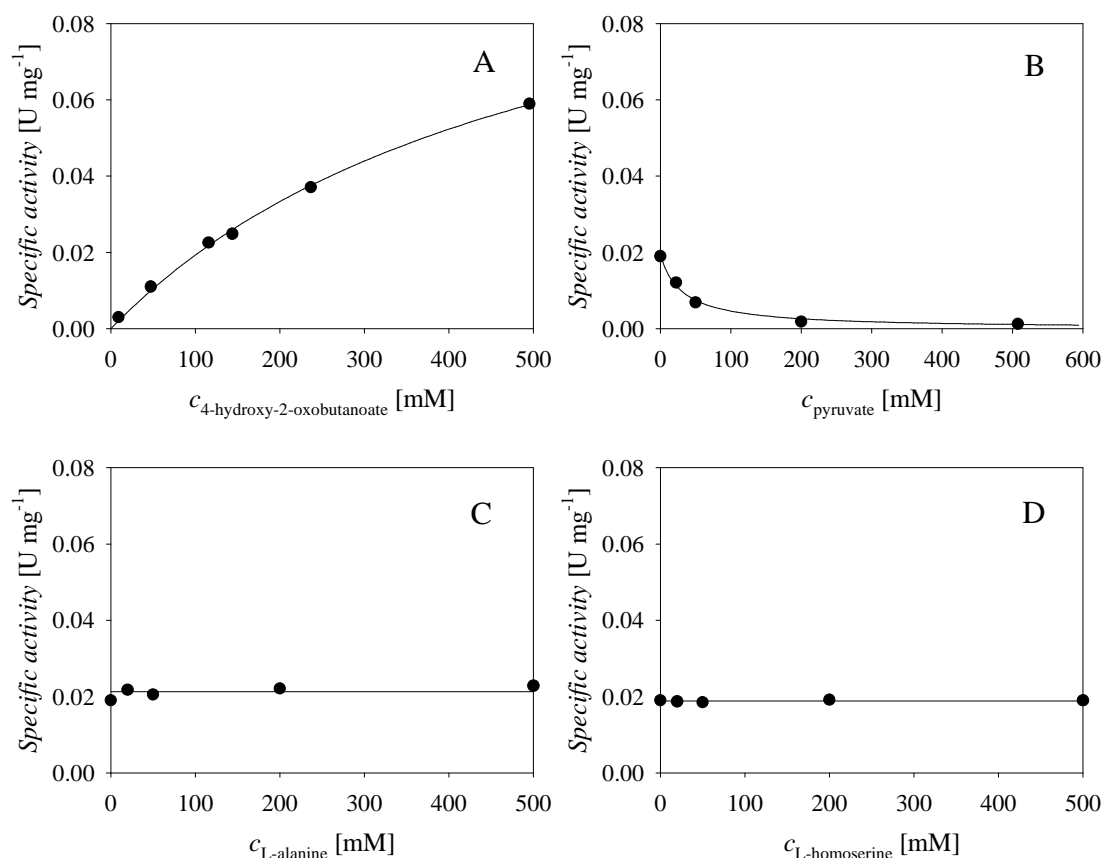 A
Specific activity [U mg-1]
0.08
0.06
0.04
0.02
0.00
0 100 200 300 400 500
c4-hydroxy-2-oxobutanoate [mM]
B
Specific activity [U mg-1]
0.08
0.06
0.04
0.02
0.00
0 100 200 300 400 500 600
cpyruvate [mM]
C
Specific activity [U mg-1]
0.08
0.06
0.04
0.02
0.00
0 100 200 300 400 500
cL-alanine [mM]
D
Specific activity [U mg-1]
0.08
0.06
0.04
0.02
0.00
0 100 200 300 400 500
cL-homoserine [mM]